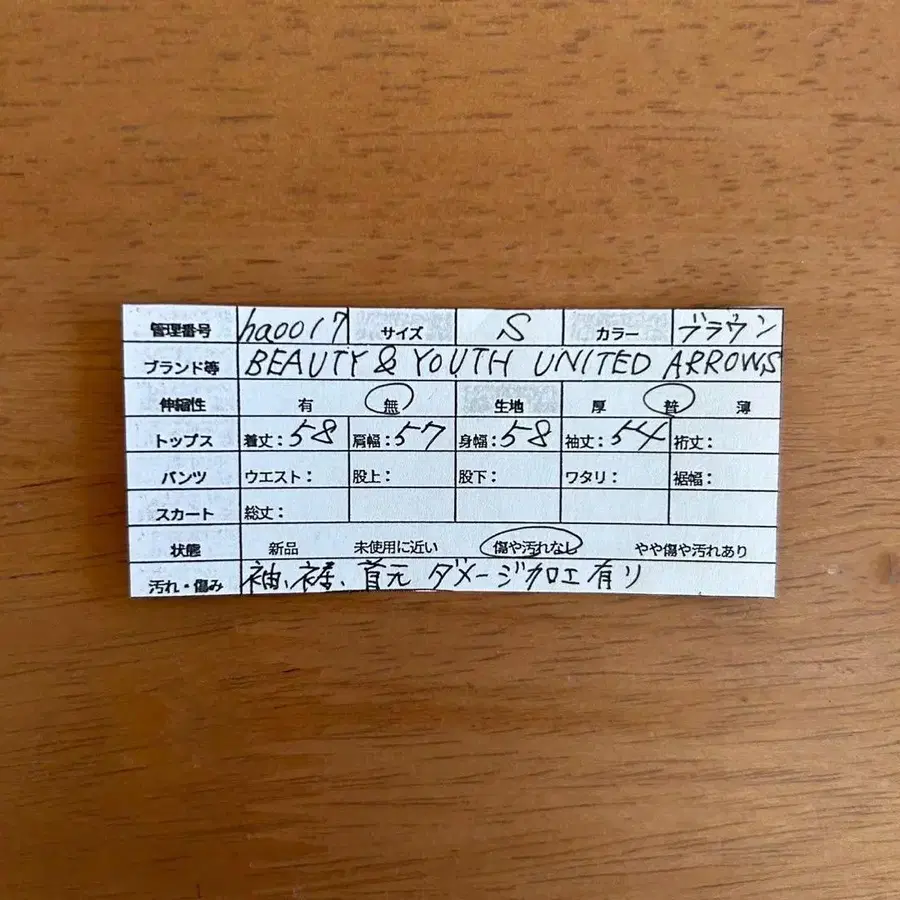 管理番号 ha0017 サイズ S カラー ブラウン
ブランド等 BEAUTY & YOUTH UNITED ARROWS
伸縮性 有 無 生地 厚 普 薄
トップス 着丈：58 肩幅：57 身幅：58 袖丈：54 裄丈：
パンツ ウエスト： 股上： 股下： ワタリ： 裾幅：
スカート 総丈：
状態 新品 未使用に近い 傷や汚れなし やや傷や汚れあり
汚れ・傷み 袖、裾、首元 ダメージ加工有り